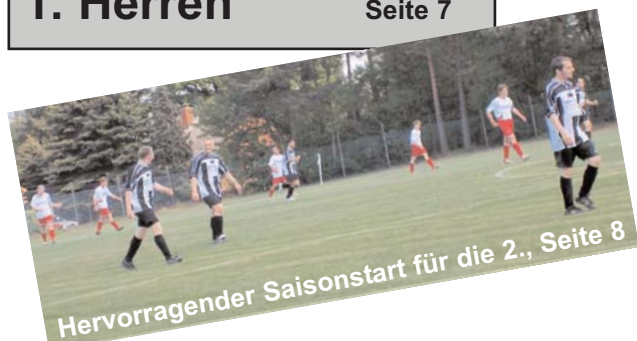 1. Herren Seite 7
Hervorragender Saisonstart für die 2., Seite 8